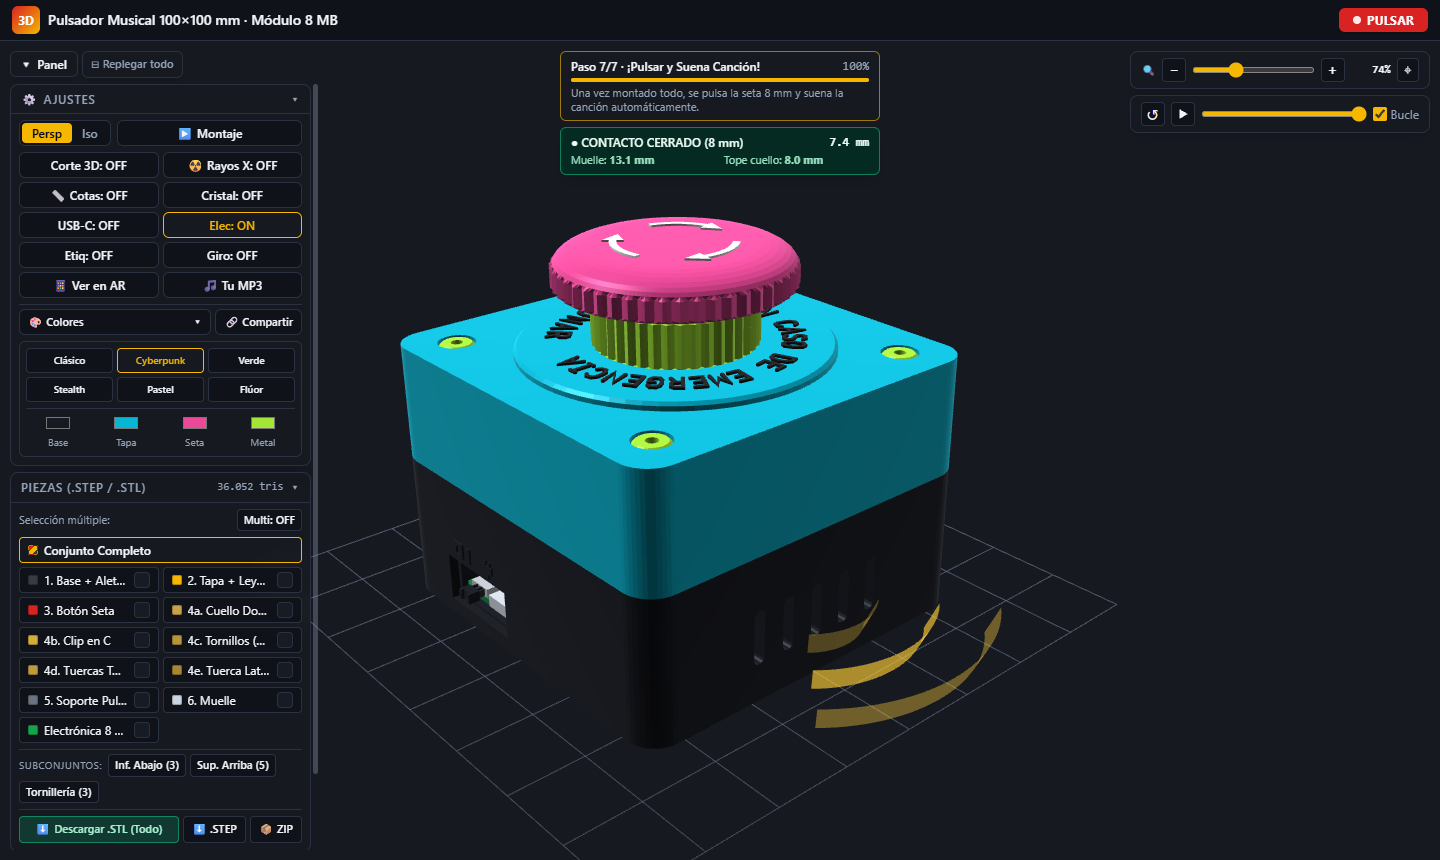 3D Pulsador Musical 100×100 mm · Módulo 8 MB
PULSAR
▼ Panel
Replegar todo
AJUSTES
Persp Iso
Montaje
Corte 3D: OFF
Rayos X: OFF
Cotas: OFF
Cristal: OFF
USB-C: OFF
Elec: ON
Etiq: OFF
Giro: OFF
Ver en AR
Tu MP3
Colores
Compartir
Clásico
Cyberpunk
Verde
Stealth
Pastel
Flúor
Base
Tapa
Seta
Metal
PIEZAS (.STEP / .STL)
36.052 tris
Selección múltiple:
Multi: OFF
Conjunto Completo
1. Base + Alet...
2. Tapa + Ley...
3. Botón Seta
4a. Cuello Do...
4b. Clip en C
4c. Tornillos (...
4d. Tuercas T...
4e. Tuerca Lat...
5. Soporte Pul...
6. Muelle
Electrónica 8 ...
SUBCONJUNTOS:
Inf. Abajo (3)
Sup. Arriba (5)
Tornillería (3)
Descargar .STL (Todo)
.STEP
ZIP
Paso 7/7 · ¡Pulsar y Suena Canción!
100%
Una vez montado todo, se pulsa la seta 8 mm y suena la
canción automáticamente.
● CONTACTO CERRADO (8 mm)
7.4 mm
Muelle: 13.1 mm
Tope cuello: 8.0 mm
74%
Bucle
CASO DE EMERGENCIA